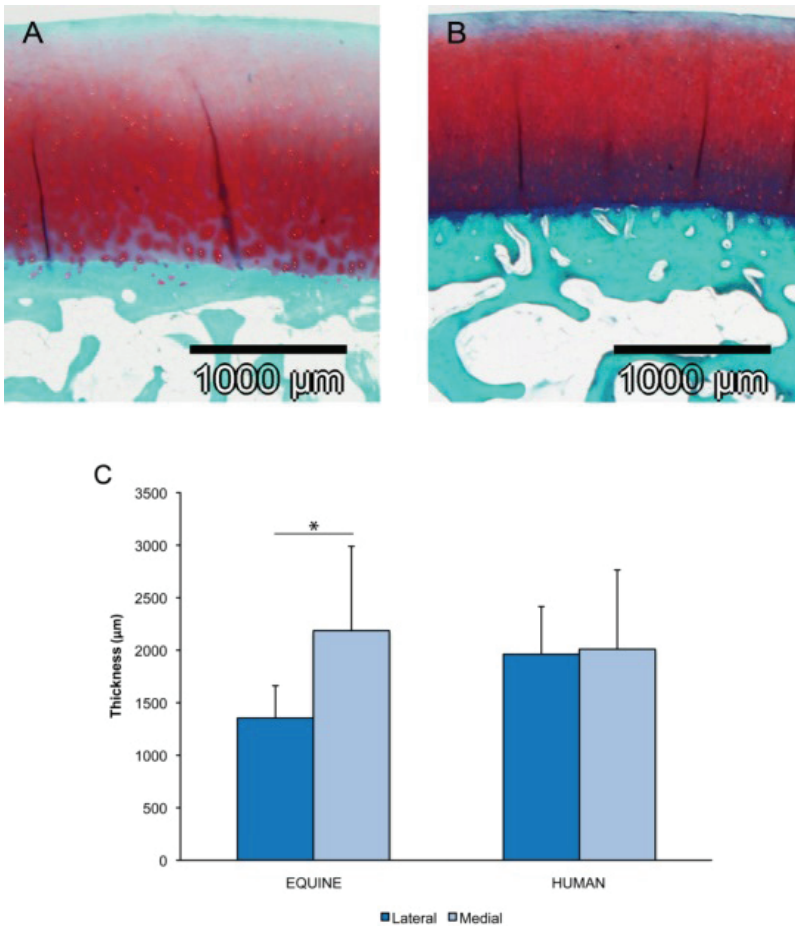 A
B
1000 µm
1000 µm
C
Thickness (µm)
3500
3000
2500
2000
1500
1000
500
0
*
EQUINE
HUMAN
Lateral
Medial